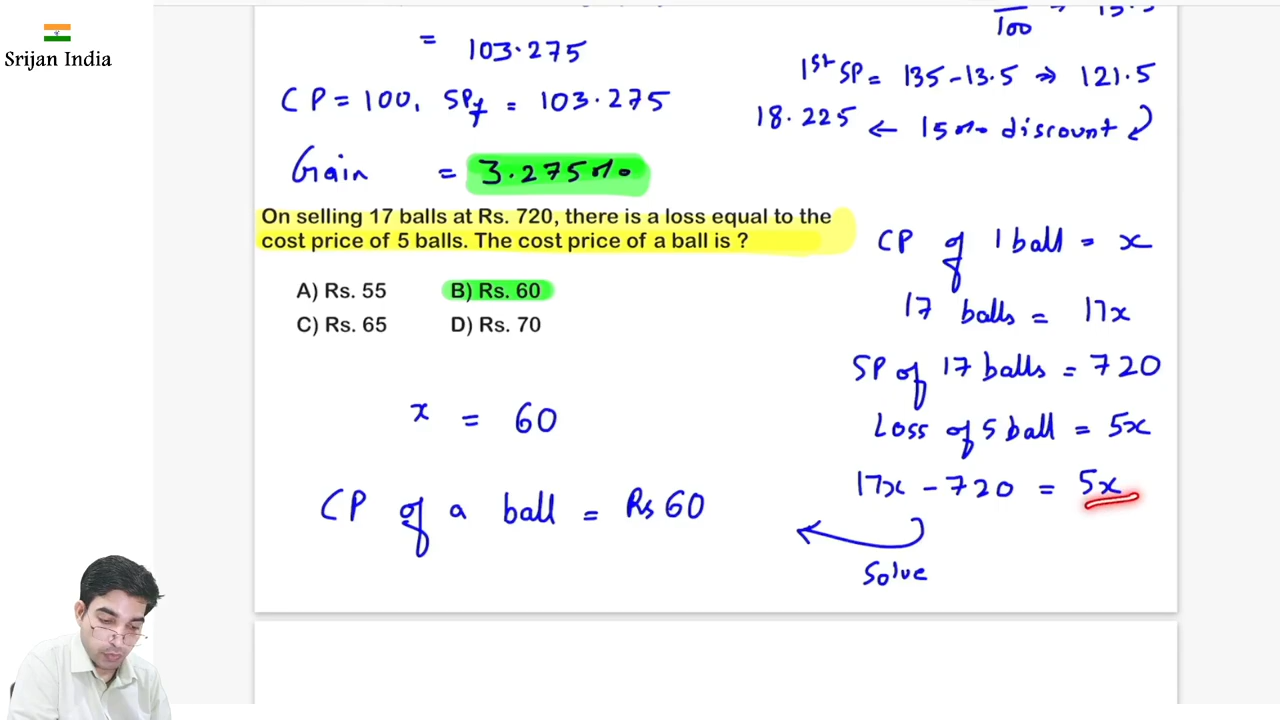 Srijan India
= 103.275
CP = 100, SPf = 103.275
Gain = 3.275%
100
1st SP = 135 - 13.5 ⇒ 121.5
18.225 ← 15% discount
On selling 17 balls at Rs. 720, there is a loss equal to the
cost price of 5 balls. The cost price of a ball is ?
A) Rs. 55 B) Rs. 60
C) Rs. 65 D) Rs. 70
x = 60
CP of a ball = Rs 60
CP of 1 ball = x
17 balls = 17x
SP of 17 balls = 720
Loss of 5 ball = 5x
17x - 720 = 5x
Solve